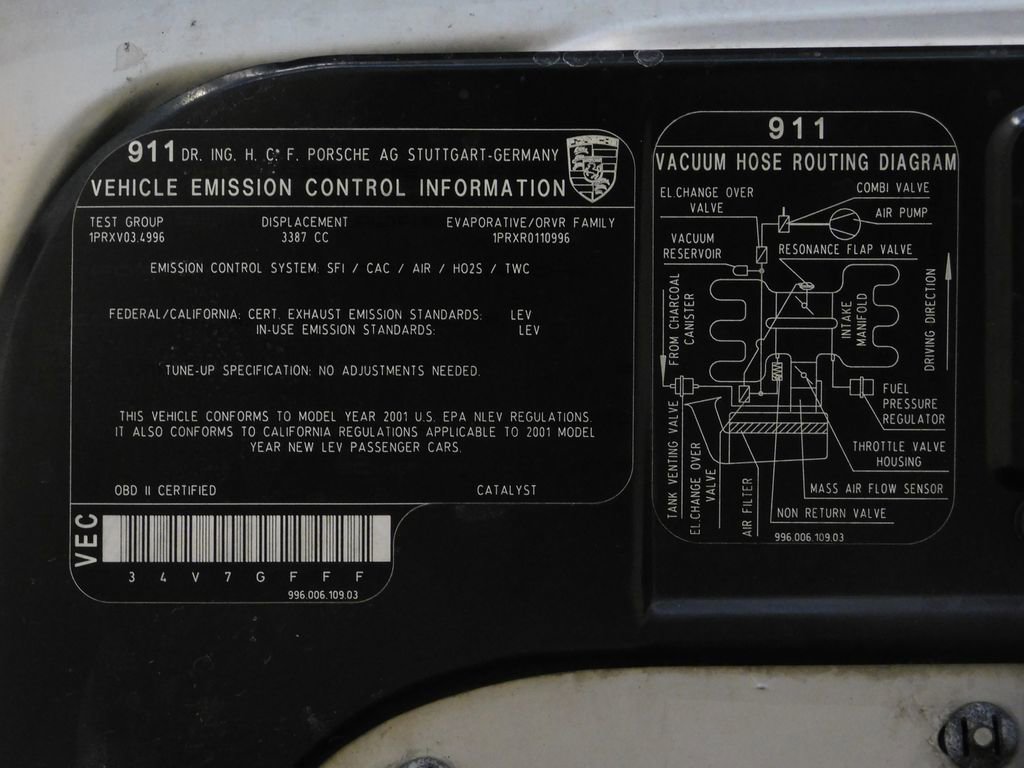 911 DR. ING. H. C. F. PORSCHE AG STUTTGART-GERMANY
VEHICLE EMISSION CONTROL INFORMATION
TEST GROUP DISPLACEMENT EVAPORATIVE/ORVR FAMILY
1PRXV03.4996 3387 CC 1PRXR0110996
EMISSION CONTROL SYSTEM: SFI / CAC / AIR / HO2S / TWC
FEDERAL/CALIFORNIA: CERT. EXHAUST EMISSION STANDARDS: LEV
IN-USE EMISSION STANDARDS: LEV
TUNE-UP SPECIFICATION: NO ADJUSTMENTS NEEDED.
THIS VEHICLE CONFORMS TO MODEL YEAR 2001 U.S. EPA NLEV REGULATIONS.
IT ALSO CONFORMS TO CALIFORNIA REGULATIONS APPLICABLE TO 2001 MODEL
YEAR NEW LEV PASSENGER CARS.
OBD II CERTIFIED CATALYST
VEC
34V7GFFF
996.006.109.03
911
VACUUM HOSE ROUTING DIAGRAM
EL.CHANGE OVER
VALVE
COMBI VALVE
AIR PUMP
VACUUM
RESERVOIR
RESONANCE FLAP VALVE
FROM CHARCOAL
CANISTER
INTAKE
MANIFOLD
DRIVING DIRECTION
FUEL
PRESSURE
REGULATOR
THROTTLE VALVE
HOUSING
MASS AIR FLOW SENSOR
NON RETURN VALVE
TANK VENTING VALVE
EL.CHANGE OVER
VALVE
AIR FILTER
996.006.109.03